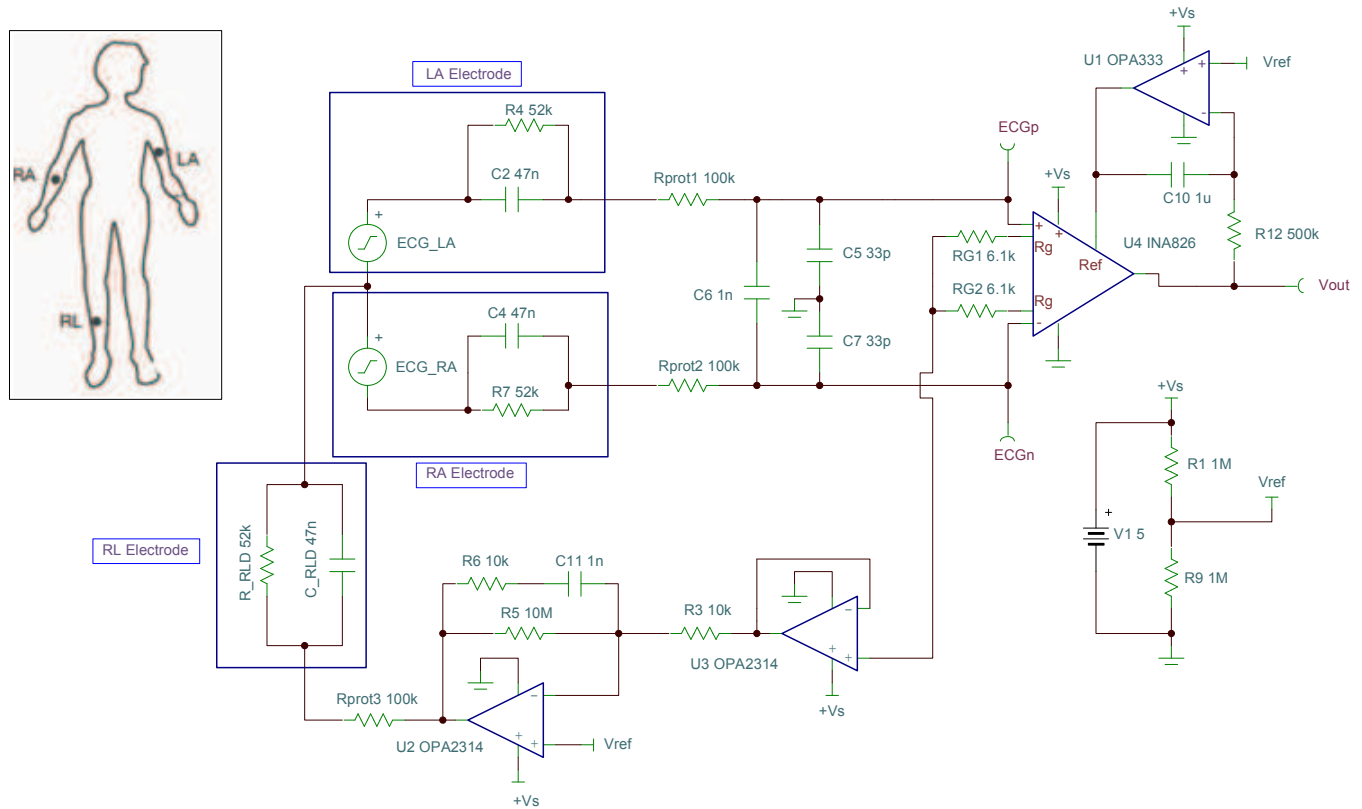 RA
LA
RL
LA Electrode
R4 52k
C2 47n
+
ECG_LA
C4 47n
+
ECG_RA
R7 52k
RA Electrode
RL Electrode
R_RLD 52k
C_RLD 47n
Rprot1 100k
Rprot2 100k
C6 1n
C5 33p
C7 33p
ECGp
ECGn
+Vs
U1 OPA333
+
+
-
Vref
C10 1u
R12 500k
+Vs
U4 INA826
+
+
Rg
RG1 6.1k
Ref
RG2 6.1k
Rg
-
Vout
+Vs
R1 1M
Vref
+
V1 5
R9 1M
R6 10k
C11 1n
R5 10M
R3 10k
-
+
+
U3 OPA2314
+Vs
Rprot3 100k
-
+
+
U2 OPA2314
Vref
+Vs